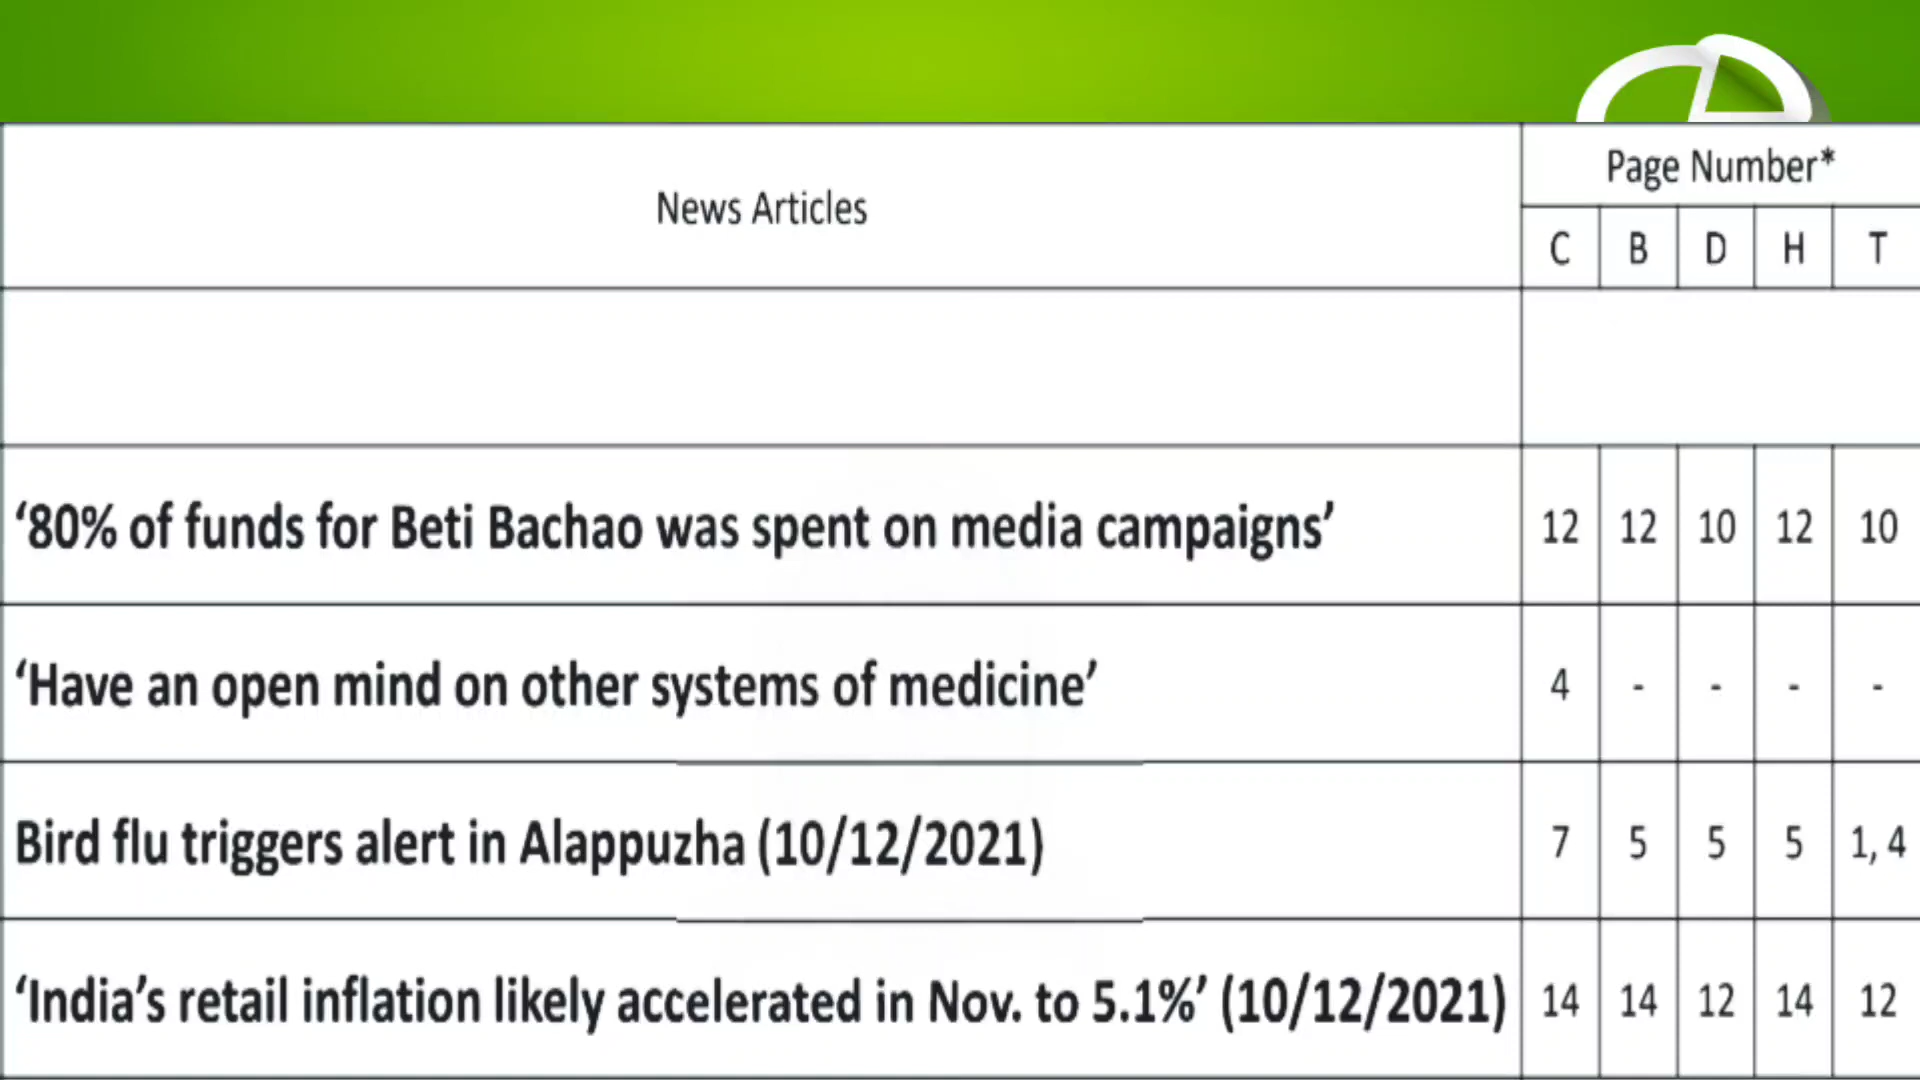 News Articles
Page Number*
C B D H T
‘80% of funds for Beti Bachao was spent on media campaigns’ 12 12 10 12 10
‘Have an open mind on other systems of medicine’ 4 - - - -
Bird flu triggers alert in Alappuzha (10/12/2021) 7 5 5 5 1, 4
‘India’s retail inflation likely accelerated in Nov. to 5.1%’ (10/12/2021) 14 14 12 14 12